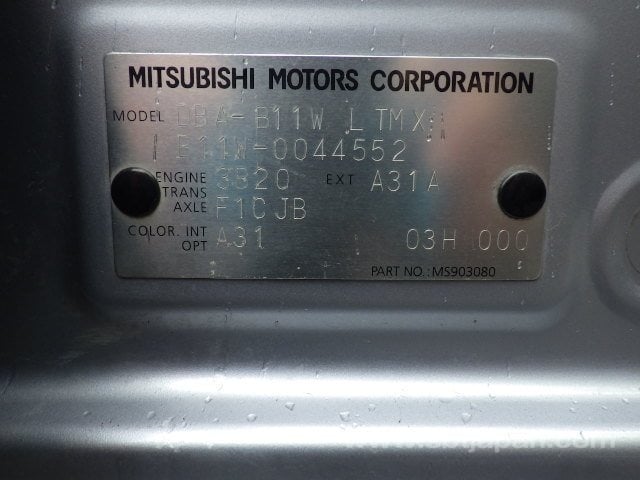 MITSUBISHI MOTORS CORPORATION
MODEL DBA-B11W LTMXA
B11W-0044552
ENGINE 3B20 EXT A31A
TRANS
AXLE F1CJB
COLOR. INT A31 03H 000
OPT
PART NO.: MS903080